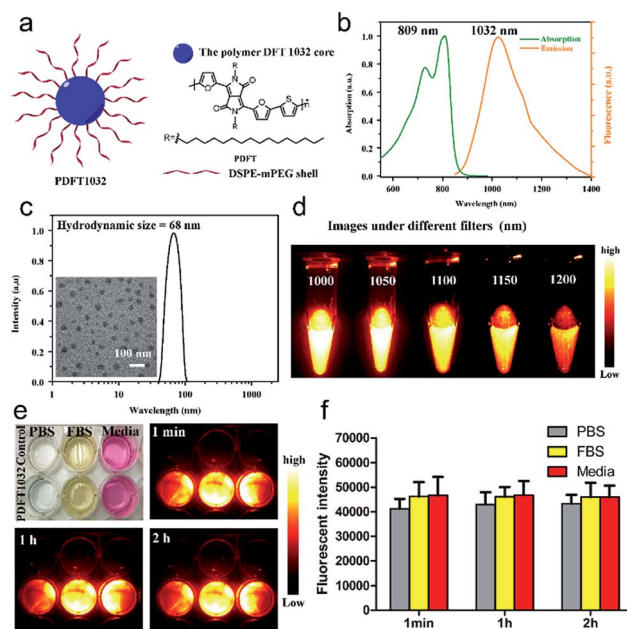 a
The polymer DFT 1032 core
R
O
N
S
n
O
N
R
R=
PDFT
PDFT1032
DSPE-mPEG shell
b
809 nm
1032 nm
Absorption
Emission
Absorption (a.u.)
Fluorescence (a.u.)
1.0
0.8
0.6
0.4
0.2
0.0
600
800
1000
1200
1400
Wavelength (nm)
c
Hydrodynamic size = 68 nm
Intensity (a,u)
1.0
0.8
0.6
0.4
0.2
0.0
100 nm
1
10
100
1000
Wavelength (nm)
d
Images under different filters (nm)
1000
1050
1100
1150
1200
high
Low
e
PBS
FBS
Media
Control
PDFT1032
1 min
1 h
2 h
high
Low
f
PBS
FBS
Media
Fluorescent intensity
70000
60000
50000
40000
30000
20000
10000
0
1min
1h
2h